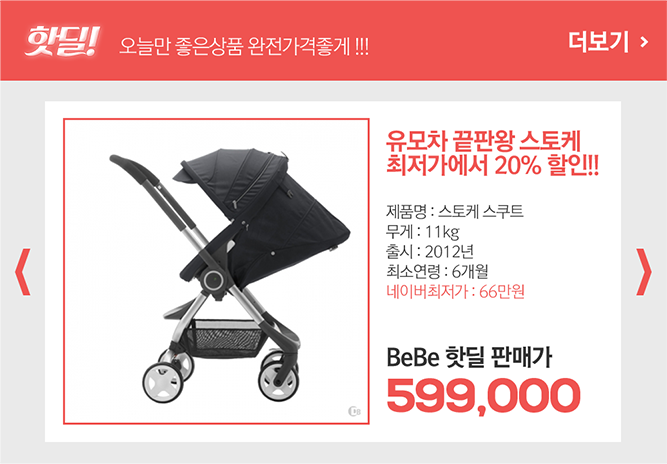 핫딜!
오늘만 좋은상품 완전가격좋게 !!!
더보기 >
유모차 끝판왕 스토케
최저가에서 20% 할인!!
제품명 : 스토케 스쿠트
무게 : 11kg
출시 : 2012년
최소연령 : 6개월
네이버최저가 : 66만원
BeBe 핫딜 판매가
599,000